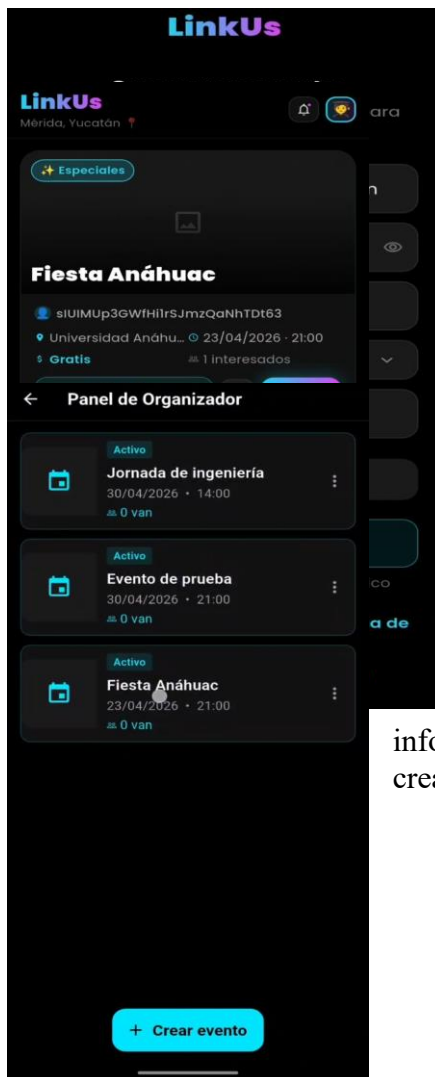 LinkUs
LinkUs
Mérida, Yucatán
ara
✨ Especiales
n
Fiesta Anáhuac
sIUIMUp3GWfHi1rSJmzQaNhTDt63
Universidad Anáhu... 23/04/2026 · 21:00
$ Gratis 1 interesados
← Panel de Organizador
Activo
Jornada de ingeniería
30/04/2026 • 14:00
0 van
Activo
Evento de prueba
30/04/2026 • 21:00
0 van
co
a de
Activo
Fiesta Anáhuac
23/04/2026 • 21:00
0 van
info
crea
+ Crear evento